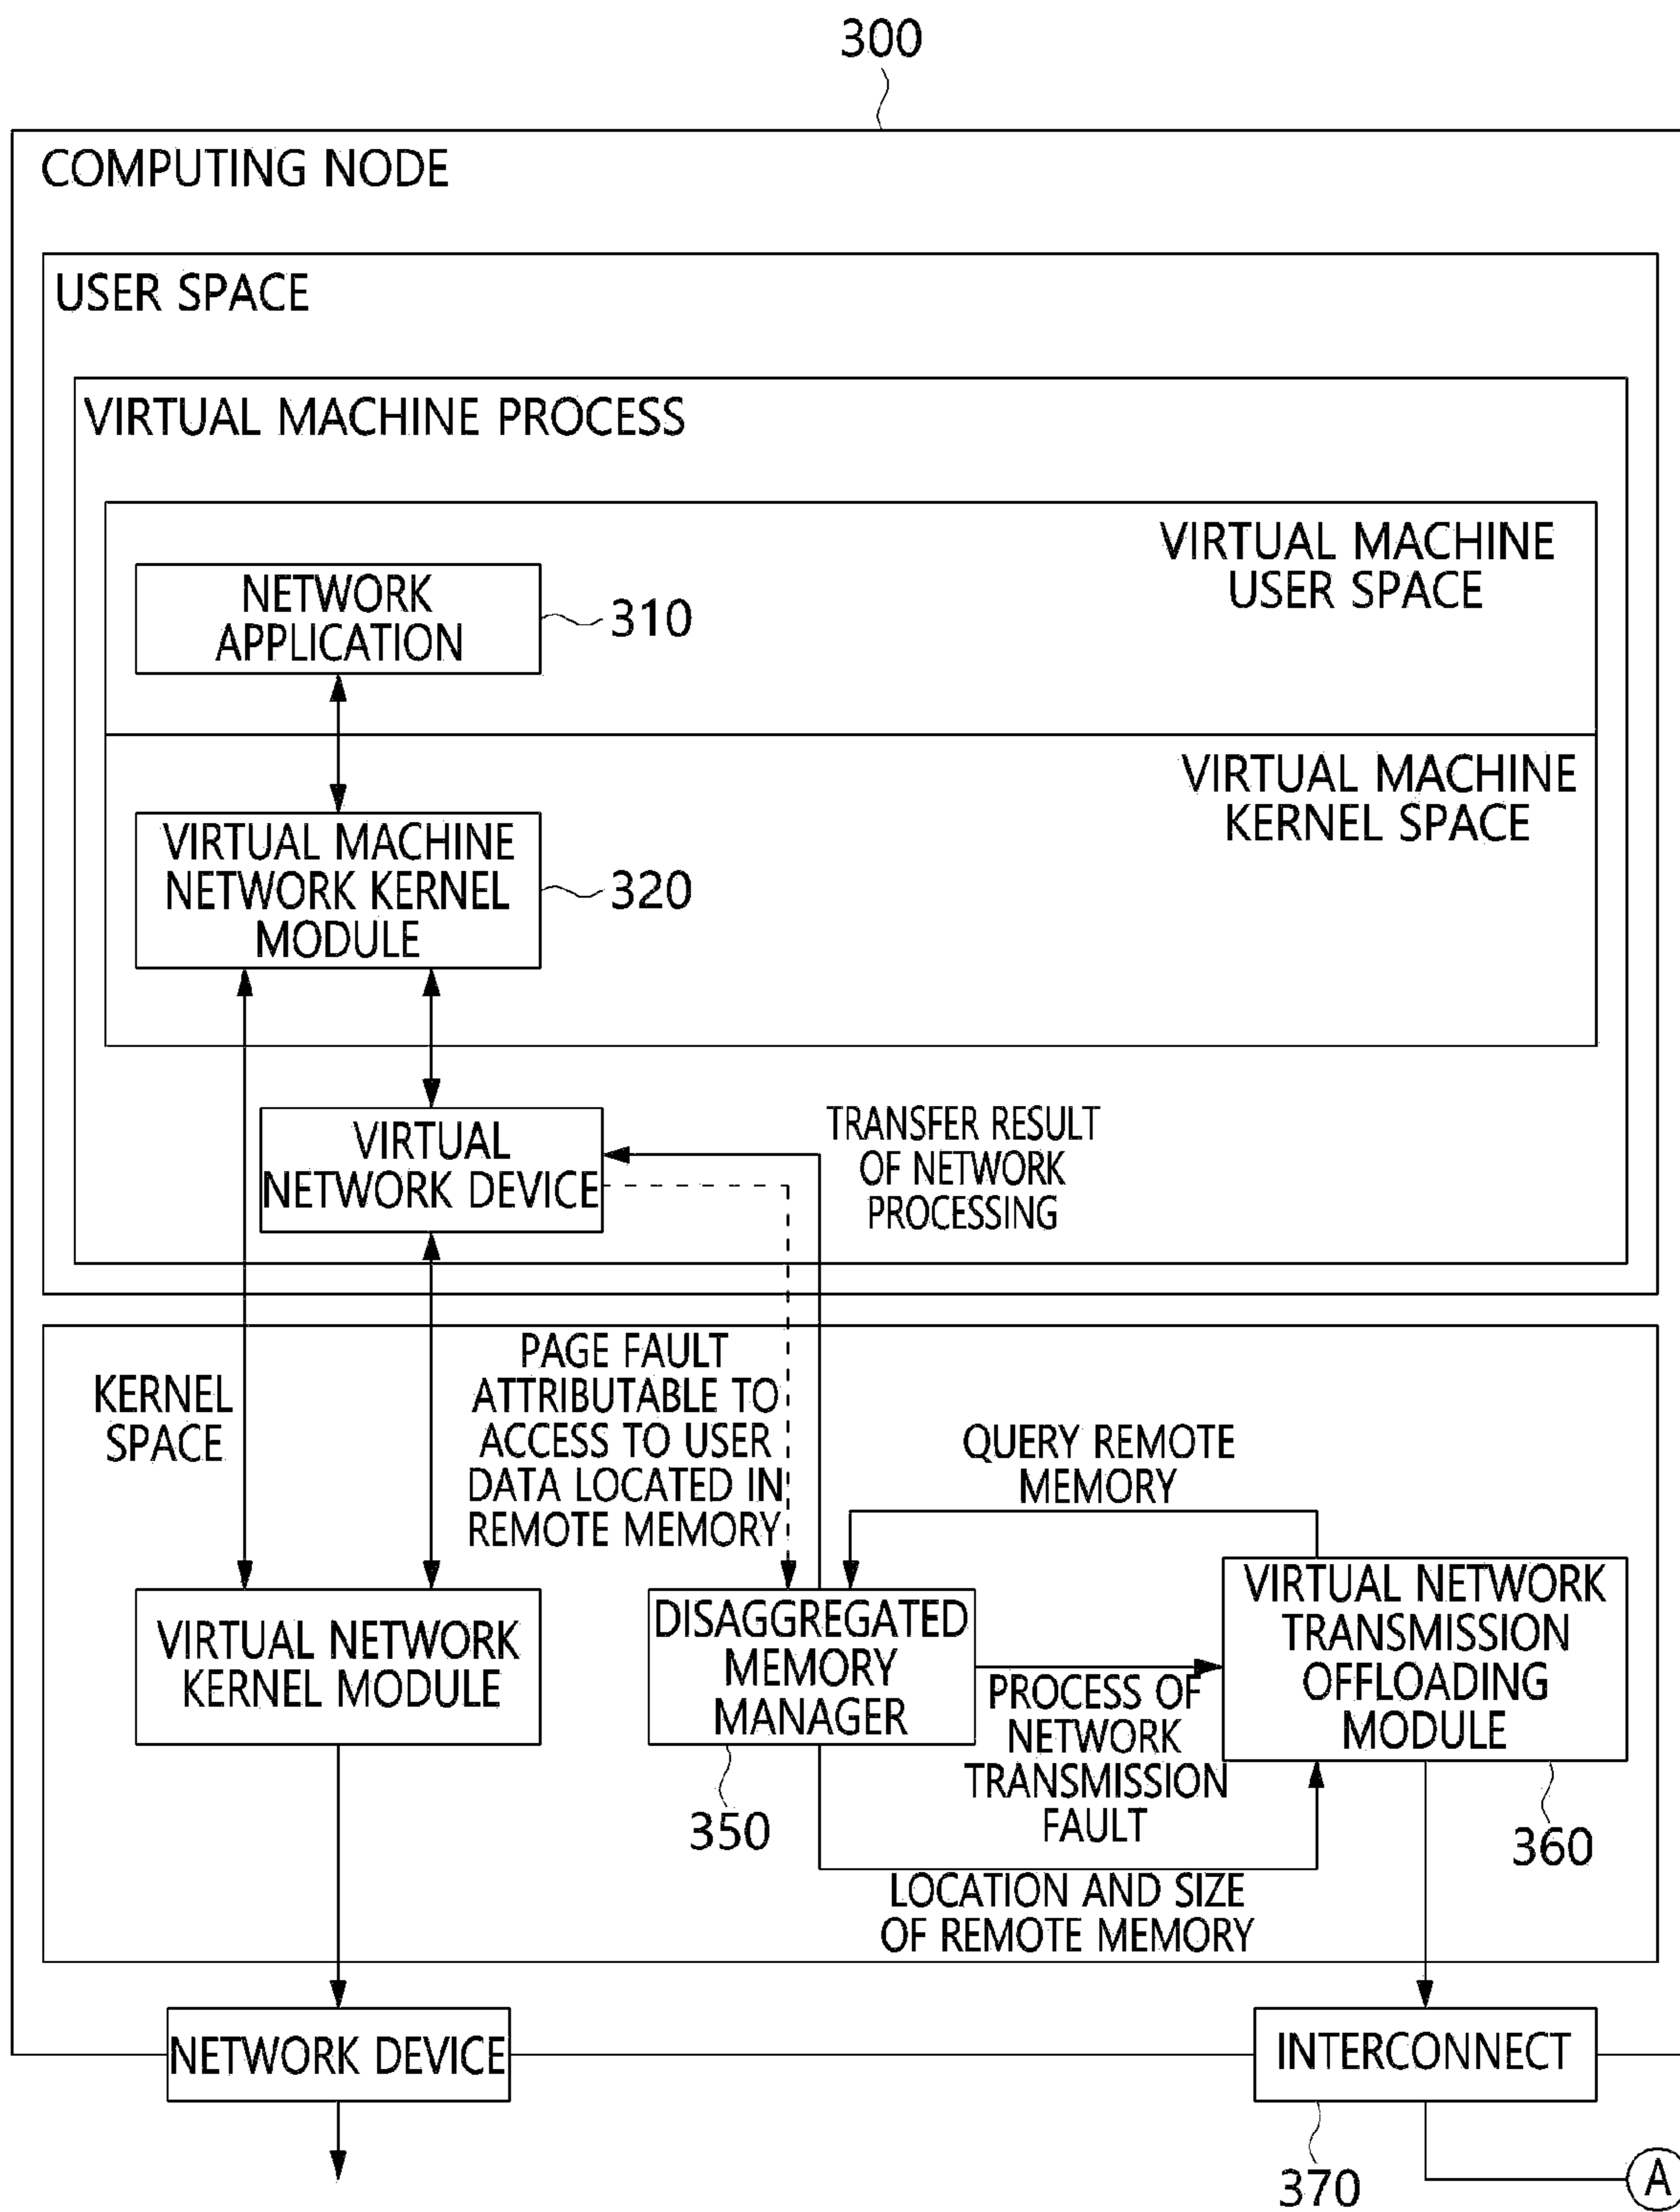 300
COMPUTING NODE
USER SPACE
VIRTUAL MACHINE PROCESS
VIRTUAL MACHINE
USER SPACE
NETWORK
APPLICATION
310
VIRTUAL MACHINE
KERNEL SPACE
VIRTUAL MACHINE
NETWORK KERNEL
MODULE
320
VIRTUAL
NETWORK DEVICE
TRANSFER RESULT
OF NETWORK
PROCESSING
KERNEL
SPACE
PAGE FAULT
ATTRIBUTABLE TO
ACCESS TO USER
DATA LOCATED IN
REMOTE MEMORY
QUERY REMOTE
MEMORY
VIRTUAL NETWORK
KERNEL MODULE
DISAGGREGATED
MEMORY
MANAGER
350
PROCESS OF
NETWORK
TRANSMISSION
FAULT
VIRTUAL NETWORK
TRANSMISSION
OFFLOADING
MODULE
360
LOCATION AND SIZE
OF REMOTE MEMORY
NETWORK DEVICE
INTERCONNECT
370
A